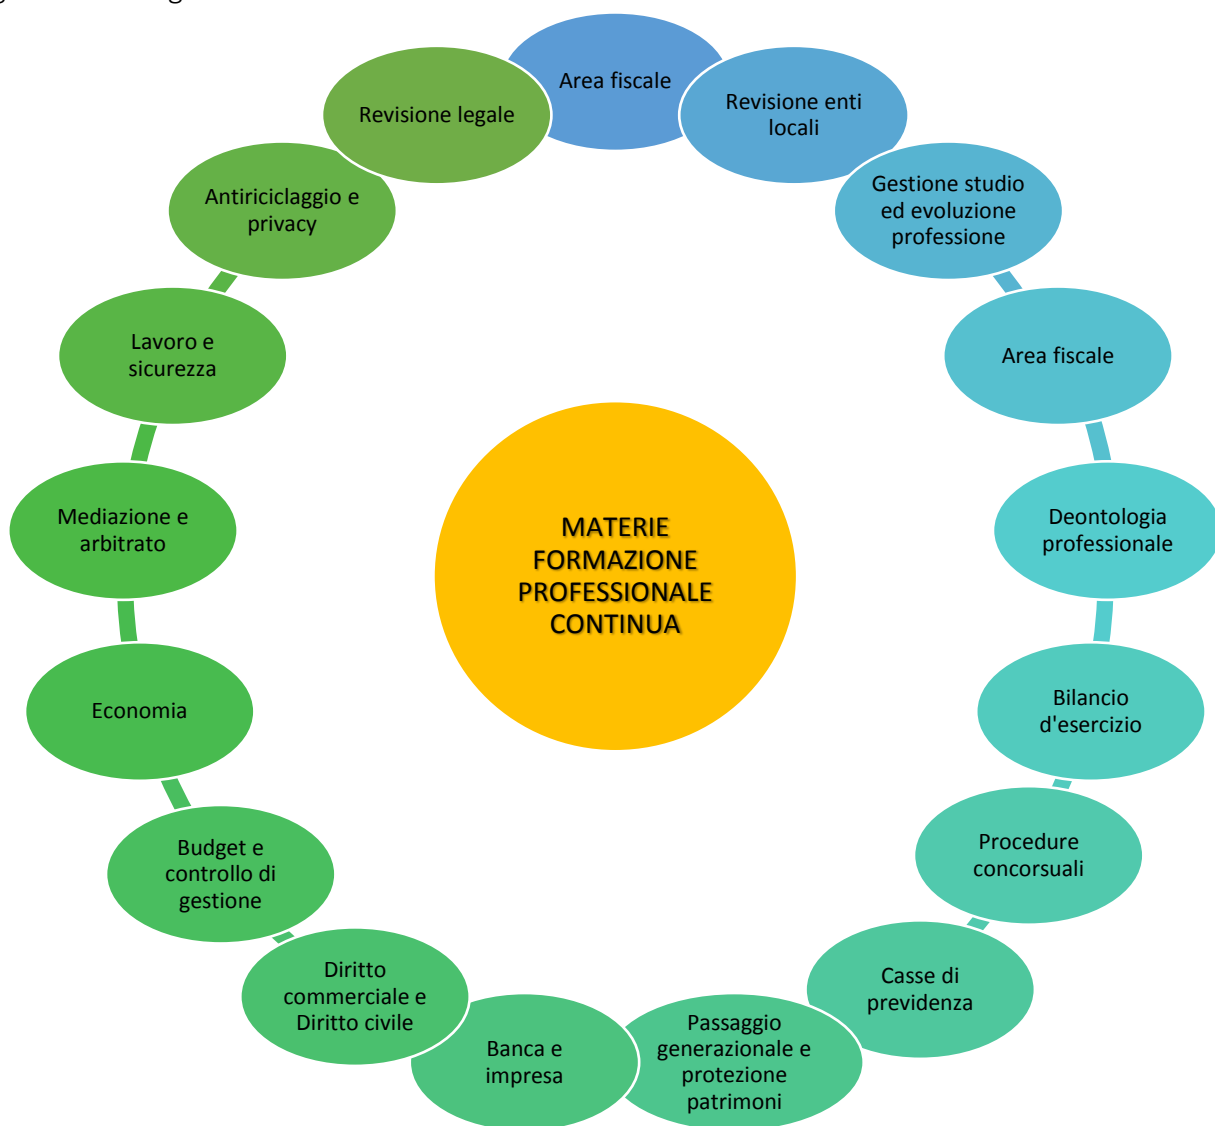 Area fiscale
Revisione enti
locali
Gestione studio
ed evoluzione
professione
Area fiscale
Deontologia
professionale
Bilancio
d'esercizio
Procedure
concorsuali
Casse di
previdenza
Passaggio
generazionale e
protezione
patrimoni
Banca e
impresa
Diritto
commerciale e
Diritto civile
Budget e
controllo di
gestione
Economia
Mediazione e
arbitrato
Lavoro e
sicurezza
Antiriciclaggio e
privacy
Revisione legale
MATERIE
FORMAZIONE
PROFESSIONALE
CONTINUA